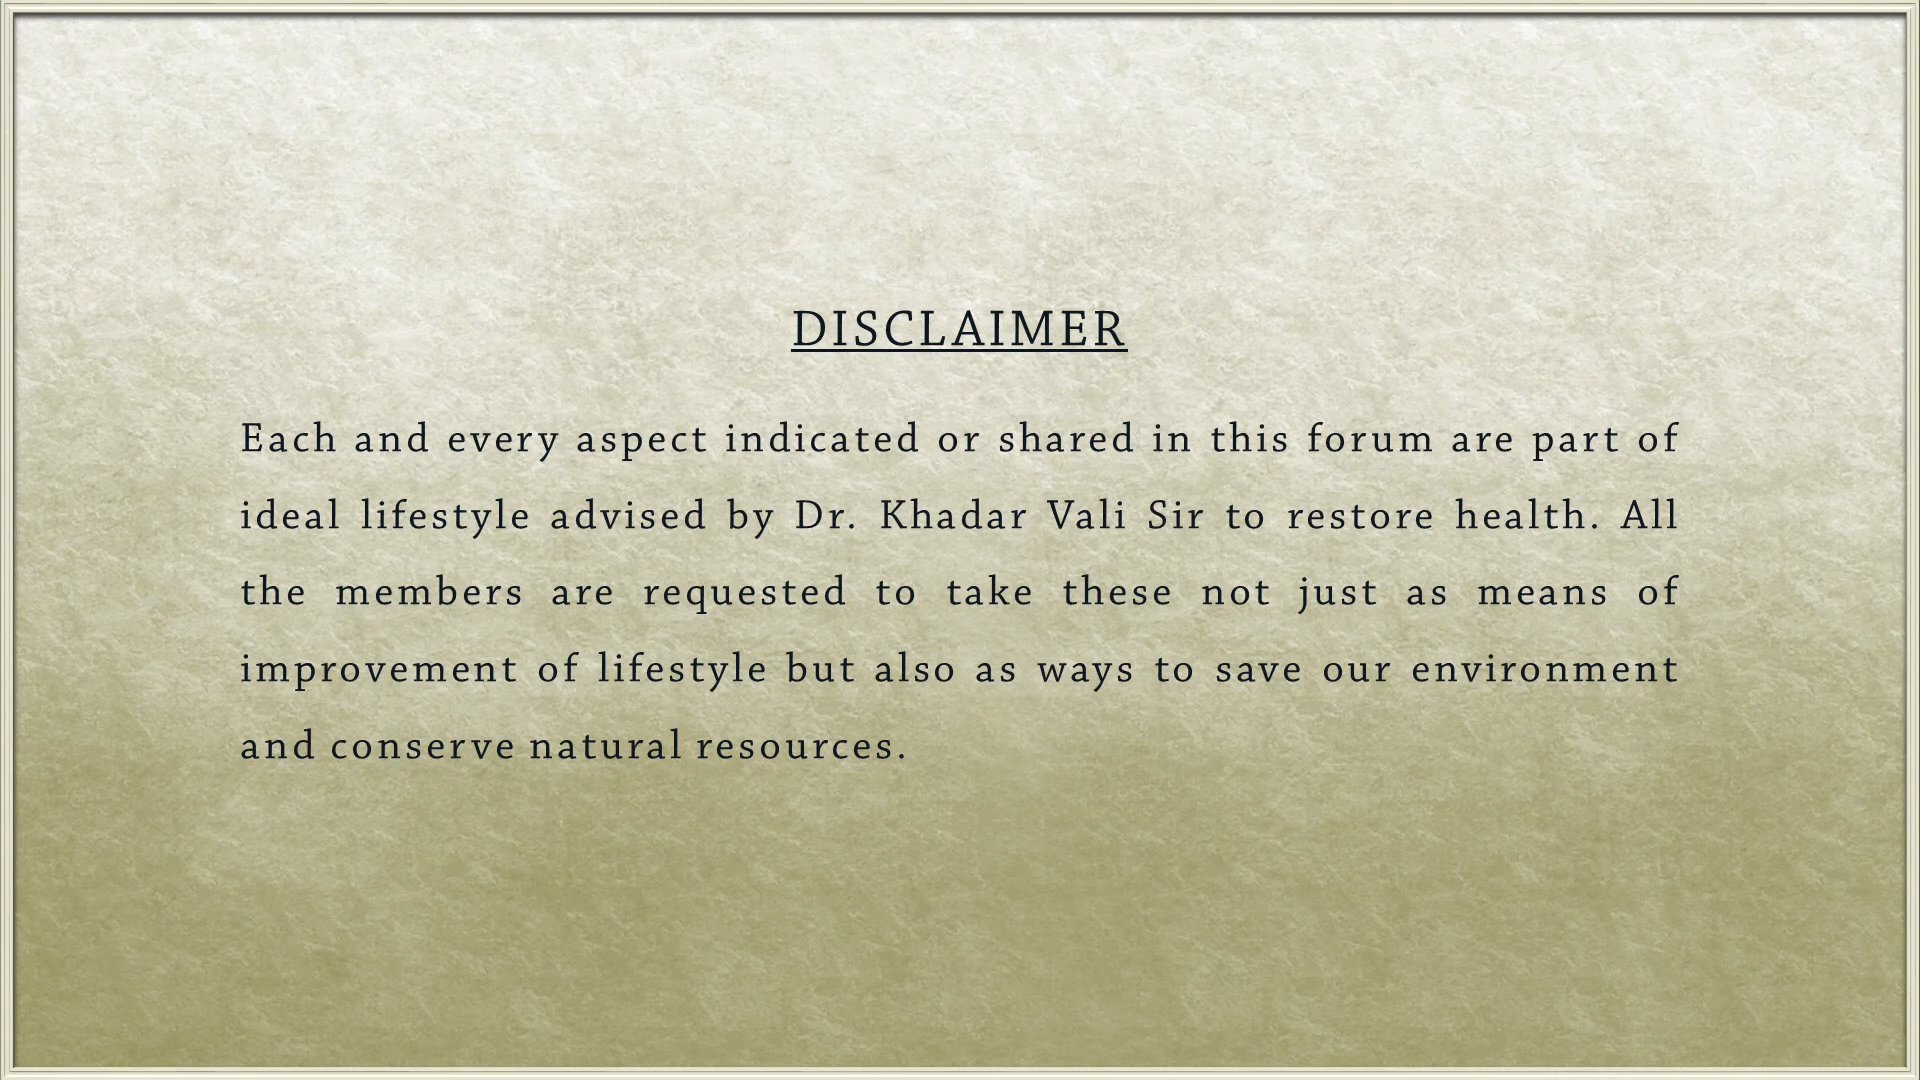 DISCLAIMER
Each and every aspect indicated or shared in this forum are part of
ideal lifestyle advised by Dr. Khadar Vali Sir to restore health. All
the members are requested to take these not just as means of
improvement of lifestyle but also as ways to save our environment
and conserve natural resources.